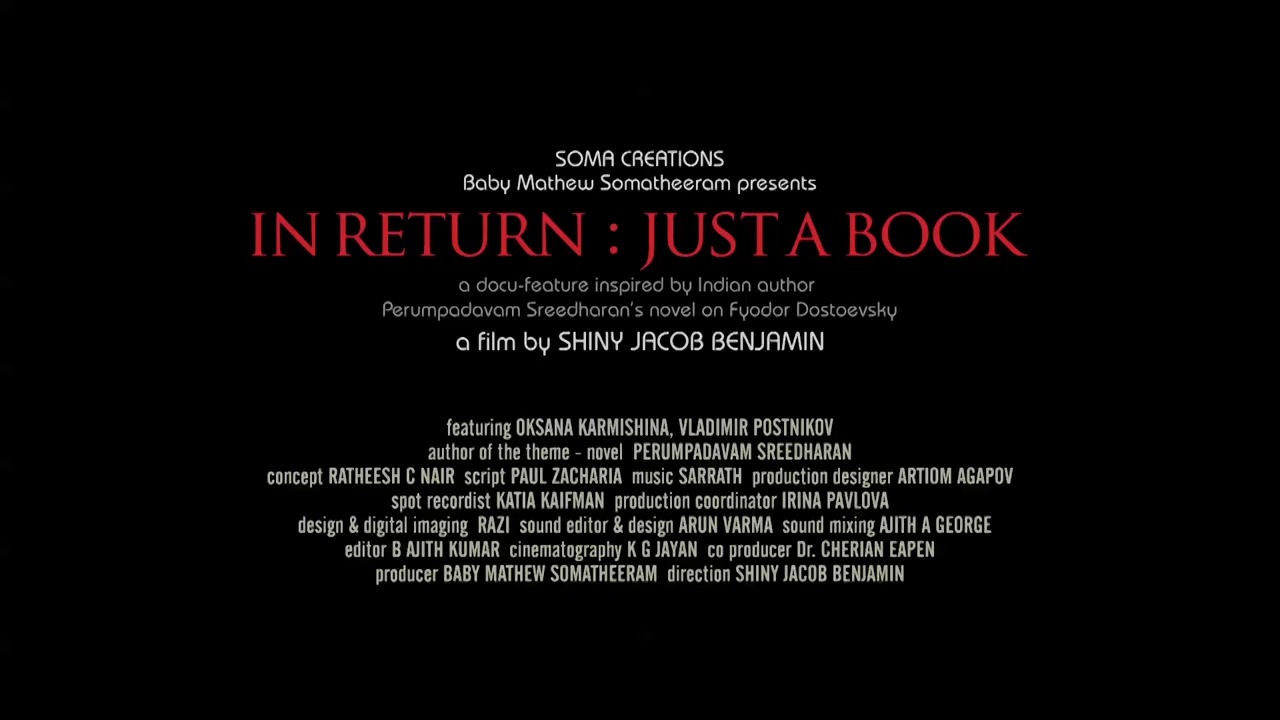 SOMA CREATIONS
Baby Mathew Somatheeram presents
IN RETURN : JUST A BOOK
a docu-feature inspired by Indian author
Perumpadavam Sreedharan's novel on Fyodor Dostoevsky
a film by SHINY JACOB BENJAMIN
featuring OKSANA KARMISHINA, VLADIMIR POSTNIKOV
author of the theme - novel PERUMPADAVAM SREEDHARAN
concept RATHEESH C NAIR script PAUL ZACHARIA music SARRATH production designer ARTIOM AGAPOV
spot recordist KATIA KAIFMAN production coordinator IRINA PAVLOVA
design & digital imaging RAZI sound editor & design ARUN VARMA sound mixing AJITH A GEORGE
editor B AJITH KUMAR cinematography K G JAYAN co producer Dr. CHERIAN EAPEN
producer BABY MATHEW SOMATHEERAM direction SHINY JACOB BENJAMIN